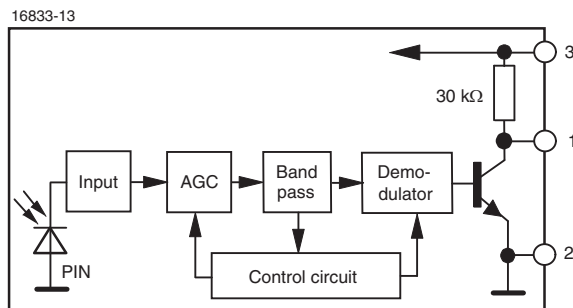 16833-13
3
30 kΩ
1
Input
AGC
Band
pass
Demo-
dulator
2
PIN
Control circuit